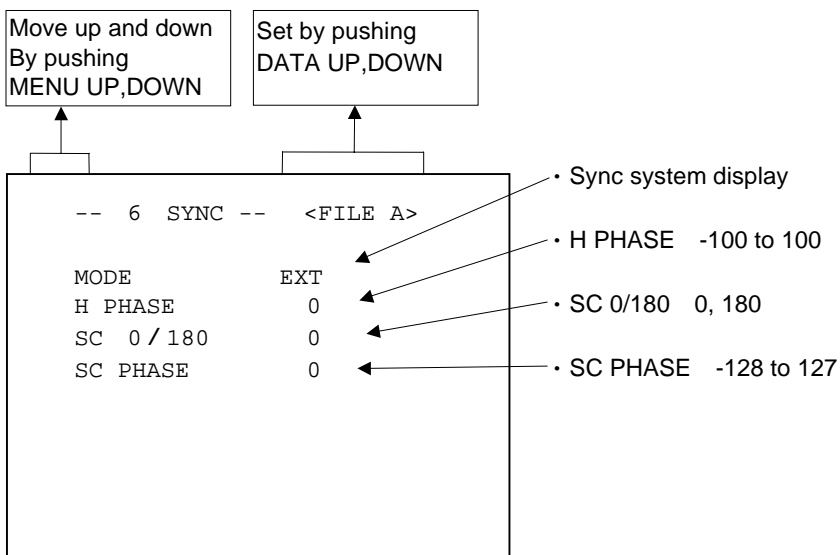 Move up and down
By pushing
MENU UP,DOWN
Set by pushing
DATA UP,DOWN
-- 6 SYNC -- <FILE A>
MODE EXT
H PHASE 0
SC 0/180 0
SC PHASE 0
・Sync system display
・H PHASE -100 to 100
・SC 0/180 0, 180
・SC PHASE -128 to 127